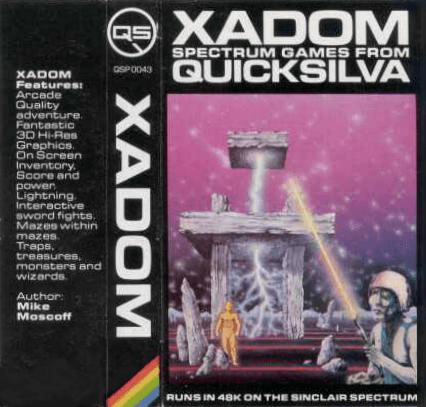 XADOM
Features:
Arcade
Quality
adventure.
Fantastic
3D Hi-Res
Graphics.
On Screen
Inventory.
Score and
power.
Lightning.
Interactive
sword fights.
Mazes within
mazes.
Traps,
treasures,
monsters and
wizards.
Author:
Mike
Moscoff
QS
QSP 0043
XADOM
XADOM
SPECTRUM GAMES FROM
QUICKSILVA
RUNS IN 48K ON THE SINCLAIR SPECTRUM